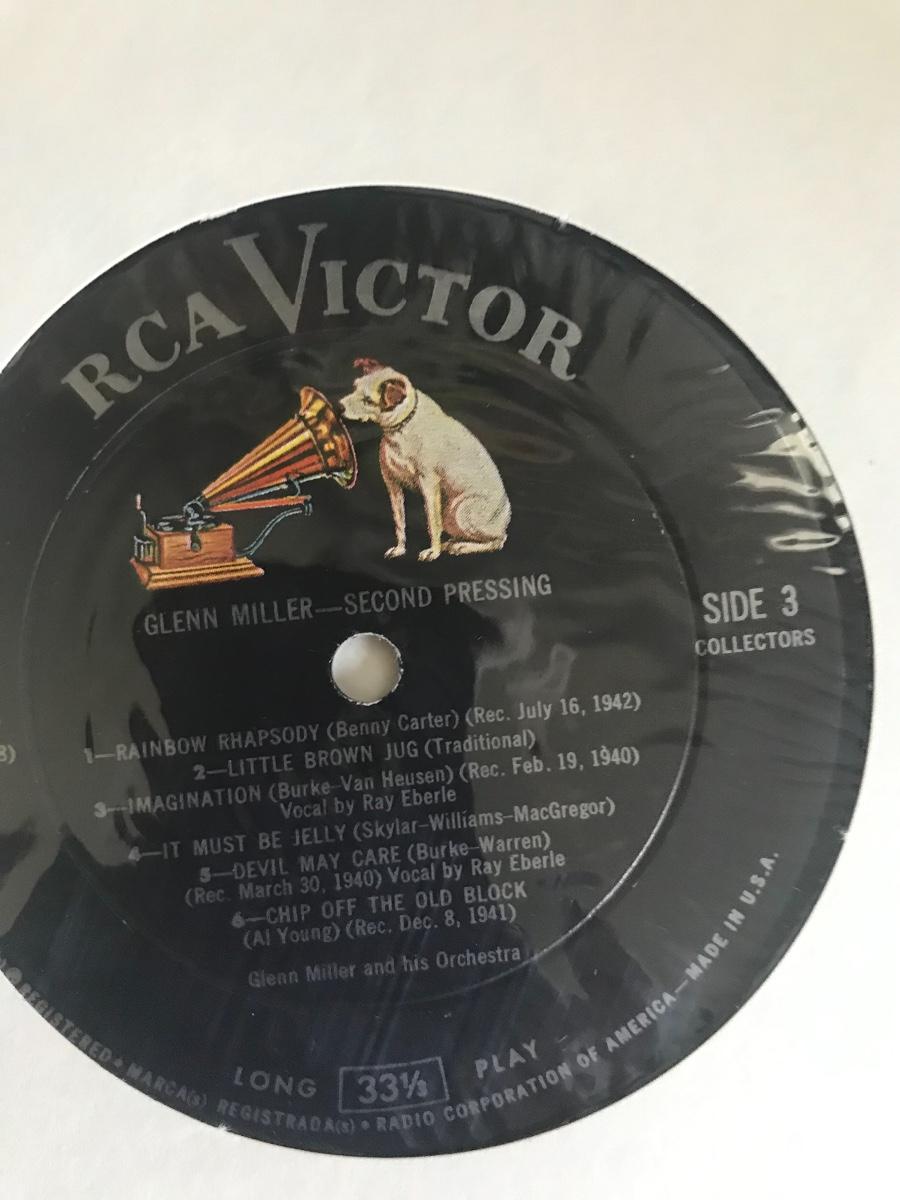 RCA VICTOR
GLENN MILLER—SECOND PRESSING
SIDE 3
COLLECTORS
1—RAINBOW RHAPSODY (Benny Carter) (Rec. July 16, 1942)
2—LITTLE BROWN JUG (Traditional)
3—IMAGINATION (Burke–Van Heusen) (Rec. Feb. 19, 1940)
Vocal by Ray Eberle
4—IT MUST BE JELLY (Skylar–Williams–MacGregor)
5—DEVIL MAY CARE (Burke–Warren)
(Rec. March 30, 1940) Vocal by Ray Eberle
6—CHIP OFF THE OLD BLOCK
(Al Young) (Rec. Dec. 8, 1941)
Glenn Miller and his Orchestra
LONG 33⅓ PLAY
® REGISTERED • MARCA(s) REGISTRADA(s) • RADIO CORPORATION OF AMERICA—MADE IN U.S.A.